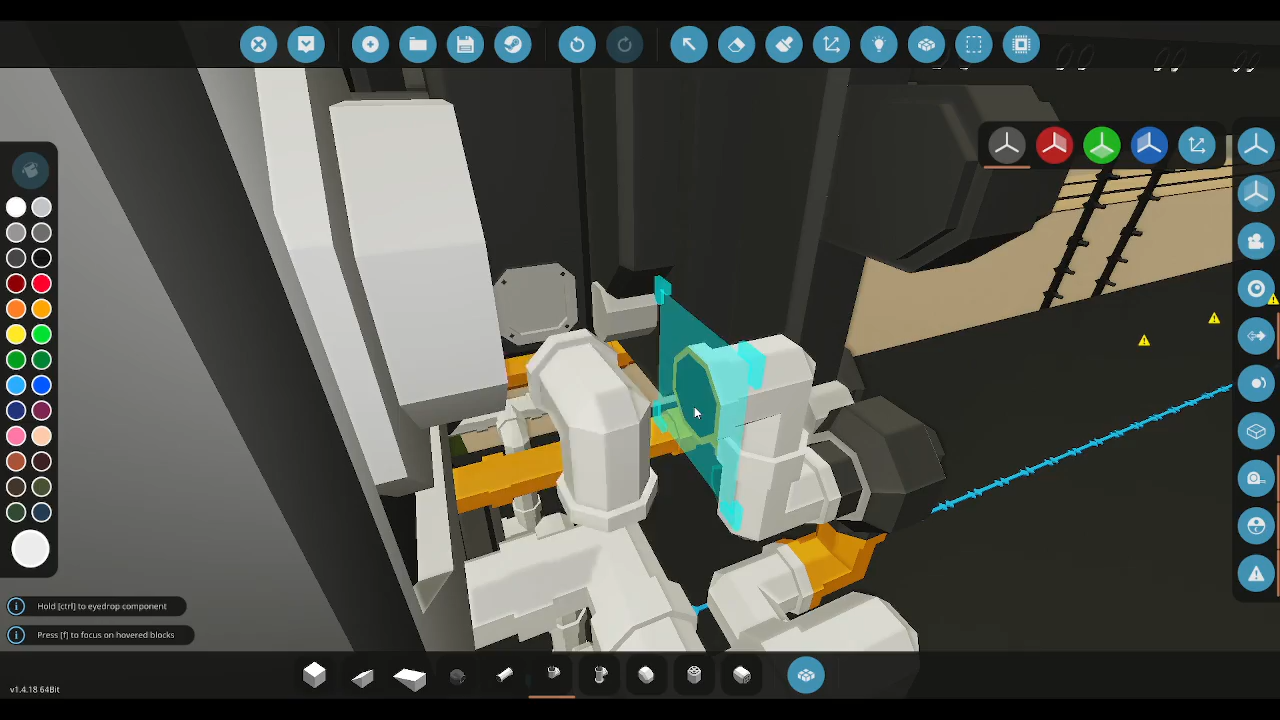 Hold [ctrl] to eyedrop component
Press [f] to focus on hovered blocks
v1.4.18 64Bit